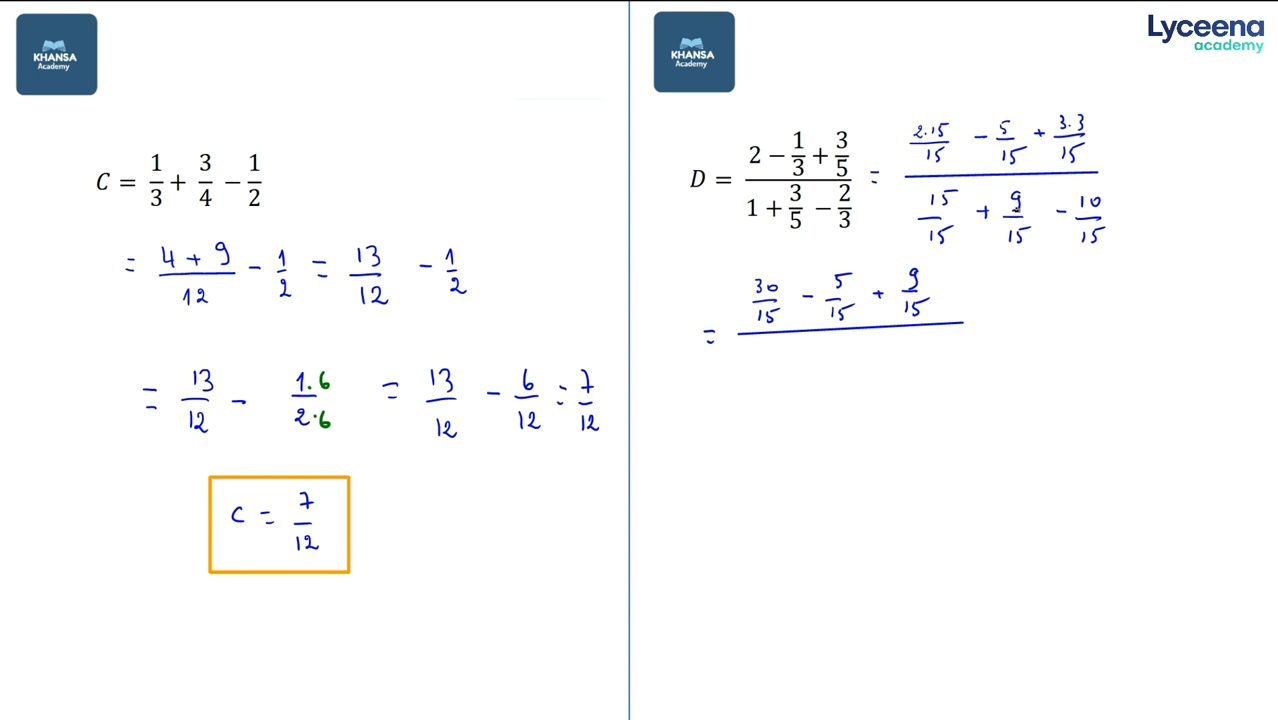 KHANSA
Academy
C = 1/3 + 3/4 − 1/2
= (4 + 9)/12 − 1/2 = 13/12 − 1/2
= 13/12 − (1.6)/(2.6) = 13/12 − 6/12 = 7/12
C = 7/12
KHANSA
Academy
Lyceena
academy
D = (2 − 1/3 + 3/5)/(1 + 3/5 − 2/3) = (2.15/15 − 5/15 + 3.3/15)/(15/15 + 9/15 − 10/15)
= 30/15 − 5/15 + 9/15